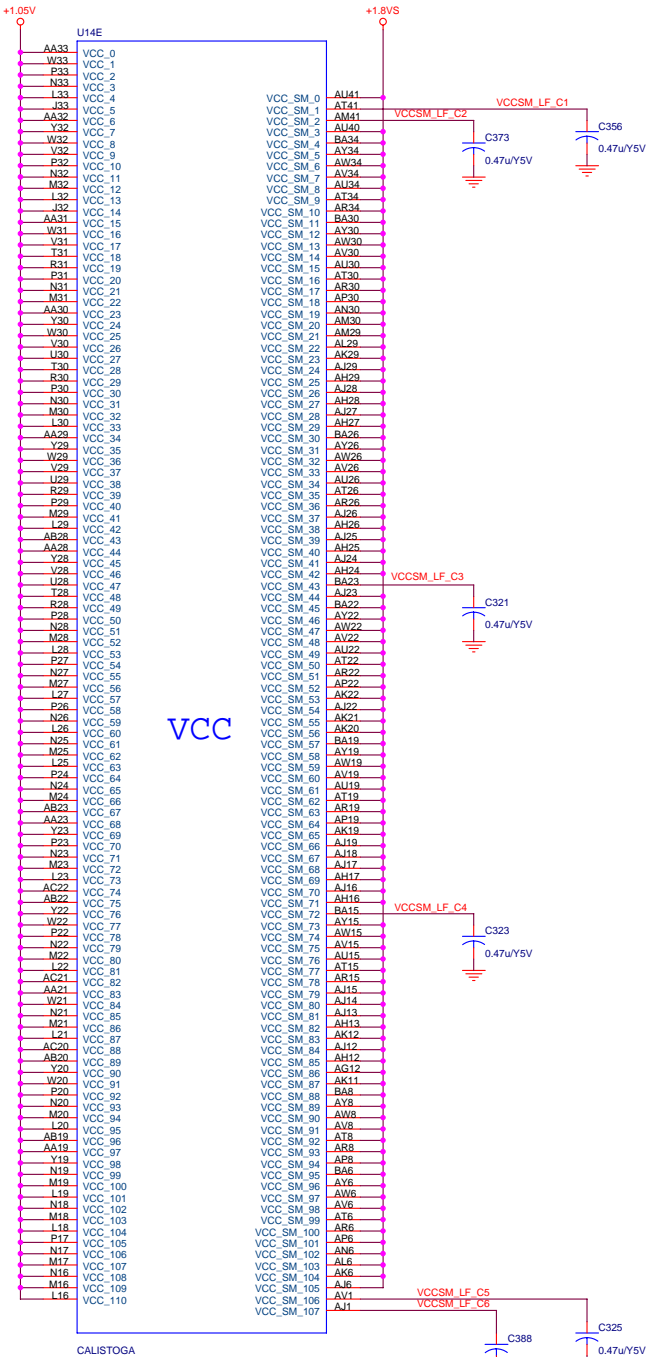 +1.05V
+1.8VS
U14E
AA33 VCC_0
W33 VCC_1
P33 VCC_2
N33 VCC_3
L33 VCC_4
J33 VCC_5
AA32 VCC_6
Y32 VCC_7
W32 VCC_8
V32 VCC_9
P32 VCC_10
N32 VCC_11
M32 VCC_12
L32 VCC_13
J32 VCC_14
AA31 VCC_15
W31 VCC_16
V31 VCC_17
T31 VCC_18
R31 VCC_19
P31 VCC_20
N31 VCC_21
M31 VCC_22
AA30 VCC_23
Y30 VCC_24
W30 VCC_25
V30 VCC_26
U30 VCC_27
T30 VCC_28
R30 VCC_29
P30 VCC_30
N30 VCC_31
M30 VCC_32
L30 VCC_33
AA29 VCC_34
Y29 VCC_35
W29 VCC_36
V29 VCC_37
U29 VCC_38
R29 VCC_39
P29 VCC_40
M29 VCC_41
L29 VCC_42
AB28 VCC_43
AA28 VCC_44
Y28 VCC_45
V28 VCC_46
U28 VCC_47
T28 VCC_48
R28 VCC_49
P28 VCC_50
N28 VCC_51
M28 VCC_52
L28 VCC_53
P27 VCC_54
N27 VCC_55
M27 VCC_56
L27 VCC_57
P26 VCC_58
N26 VCC_59
L26 VCC_60
N25 VCC_61
M25 VCC_62
L25 VCC_63
P24 VCC_64
N24 VCC_65
M24 VCC_66
AB23 VCC_67
AA23 VCC_68
Y23 VCC_69
P23 VCC_70
N23 VCC_71
M23 VCC_72
L23 VCC_73
AC22 VCC_74
AB22 VCC_75
Y22 VCC_76
W22 VCC_77
P22 VCC_78
N22 VCC_79
M22 VCC_80
L22 VCC_81
AC21 VCC_82
AA21 VCC_83
W21 VCC_84
N21 VCC_85
M21 VCC_86
L21 VCC_87
AC20 VCC_88
AB20 VCC_89
Y20 VCC_90
W20 VCC_91
P20 VCC_92
N20 VCC_93
M20 VCC_94
L20 VCC_95
AB19 VCC_96
AA19 VCC_97
Y19 VCC_98
N19 VCC_99
M19 VCC_100
L19 VCC_101
N18 VCC_102
M18 VCC_103
L18 VCC_104
P17 VCC_105
N17 VCC_106
M17 VCC_107
N16 VCC_108
M16 VCC_109
L16 VCC_110
VCC
VCC_SM_0 AU41
VCC_SM_1 AT41 VCCSM_LF_C1
VCC_SM_2 AM41 VCCSM_LF_C2
VCC_SM_3 AU40
VCC_SM_4 BA34
VCC_SM_5 AY34
VCC_SM_6 AW34
VCC_SM_7 AV34
VCC_SM_8 AU34
VCC_SM_9 AT34
VCC_SM_10 AR34
VCC_SM_11 BA30
VCC_SM_12 AY30
VCC_SM_13 AW30
VCC_SM_14 AV30
VCC_SM_15 AU30
VCC_SM_16 AT30
VCC_SM_17 AR30
VCC_SM_18 AP30
VCC_SM_19 AN30
VCC_SM_20 AM30
VCC_SM_21 AM29
VCC_SM_22 AL29
VCC_SM_23 AK29
VCC_SM_24 AJ29
VCC_SM_25 AH29
VCC_SM_26 AJ28
VCC_SM_27 AH28
VCC_SM_28 AJ27
VCC_SM_29 AH27
VCC_SM_30 BA26
VCC_SM_31 AY26
VCC_SM_32 AW26
VCC_SM_33 AV26
VCC_SM_34 AU26
VCC_SM_35 AT26
VCC_SM_36 AR26
VCC_SM_37 AJ26
VCC_SM_38 AH26
VCC_SM_39 AJ25
VCC_SM_40 AH25
VCC_SM_41 AJ24
VCC_SM_42 AH24
VCC_SM_43 BA23 VCCSM_LF_C3
VCC_SM_44 AJ23
VCC_SM_45 BA22
VCC_SM_46 AY22
VCC_SM_47 AW22
VCC_SM_48 AV22
VCC_SM_49 AU22
VCC_SM_50 AT22
VCC_SM_51 AR22
VCC_SM_52 AP22
VCC_SM_53 AK22
VCC_SM_54 AJ22
VCC_SM_55 AK21
VCC_SM_56 AK20
VCC_SM_57 BA19
VCC_SM_58 AY19
VCC_SM_59 AW19
VCC_SM_60 AV19
VCC_SM_61 AU19
VCC_SM_62 AT19
VCC_SM_63 AR19
VCC_SM_64 AP19
VCC_SM_65 AK19
VCC_SM_66 AJ19
VCC_SM_67 AJ18
VCC_SM_68 AJ17
VCC_SM_69 AH17
VCC_SM_70 AJ16
VCC_SM_71 AH16
VCC_SM_72 BA15 VCCSM_LF_C4
VCC_SM_73 AY15
VCC_SM_74 AW15
VCC_SM_75 AV15
VCC_SM_76 AU15
VCC_SM_77 AT15
VCC_SM_78 AR15
VCC_SM_79 AJ15
VCC_SM_80 AJ14
VCC_SM_81 AJ13
VCC_SM_82 AH13
VCC_SM_83 AK12
VCC_SM_84 AJ12
VCC_SM_85 AH12
VCC_SM_86 AG12
VCC_SM_87 AK11
VCC_SM_88 BA8
VCC_SM_89 AY8
VCC_SM_90 AW8
VCC_SM_91 AV8
VCC_SM_92 AT8
VCC_SM_93 AR8
VCC_SM_94 AP8
VCC_SM_95 BA6
VCC_SM_96 AY6
VCC_SM_97 AW6
VCC_SM_98 AV6
VCC_SM_99 AT6
VCC_SM_100 AR6
VCC_SM_101 AP6
VCC_SM_102 AN6
VCC_SM_103 AL6
VCC_SM_104 AK6
VCC_SM_105 AJ6
VCC_SM_106 AV1 VCCSM_LF_C5
VCC_SM_107 AJ1 VCCSM_LF_C6
C373
0.47u/Y5V
C356
0.47u/Y5V
C321
0.47u/Y5V
C323
0.47u/Y5V
C388
C325
0.47u/Y5V
CALISTOGA